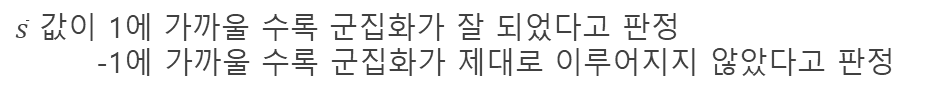 s 값이 1에 가까울 수록 군집화가 잘 되었다고 판정
-1에 가까울 수록 군집화가 제대로 이루어지지 않았다고 판정